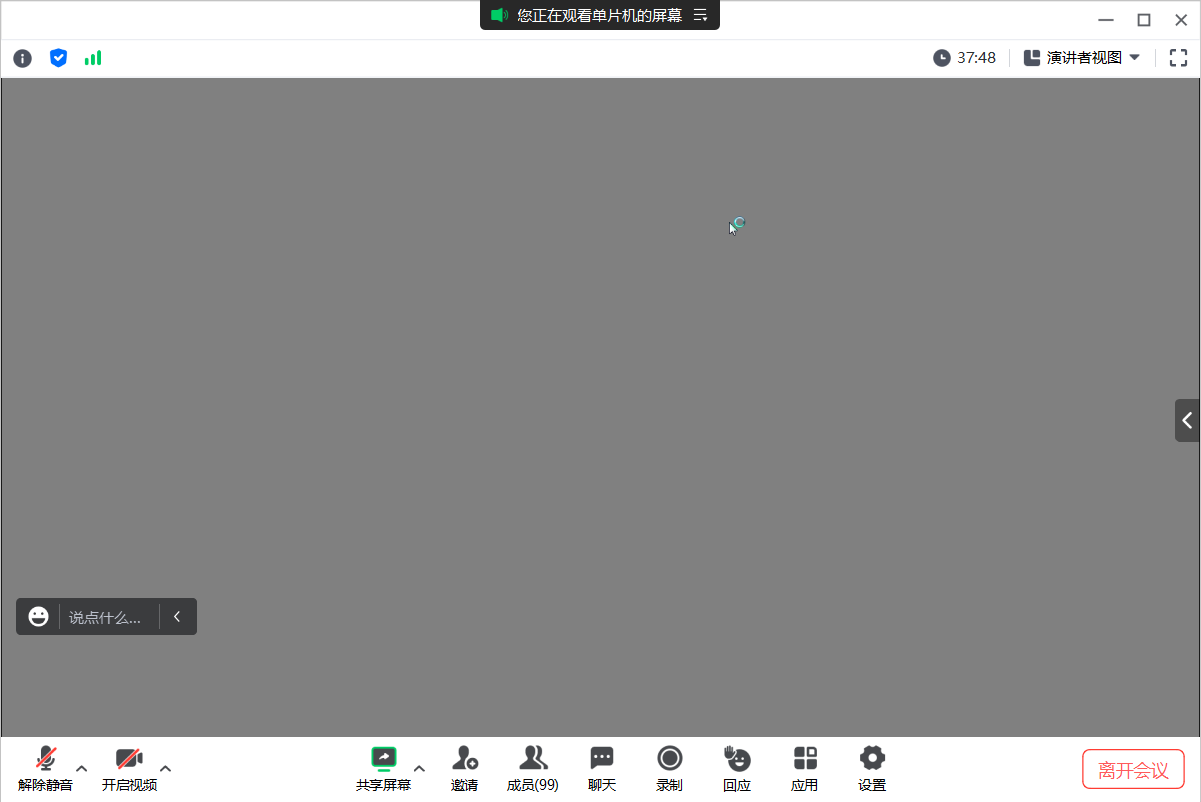 您正在观看单片机的屏幕
37:48
演讲者视图
说点什么...
解除静音
开启视频
共享屏幕
邀请
成员(99)
聊天
录制
回应
应用
设置
离开会议